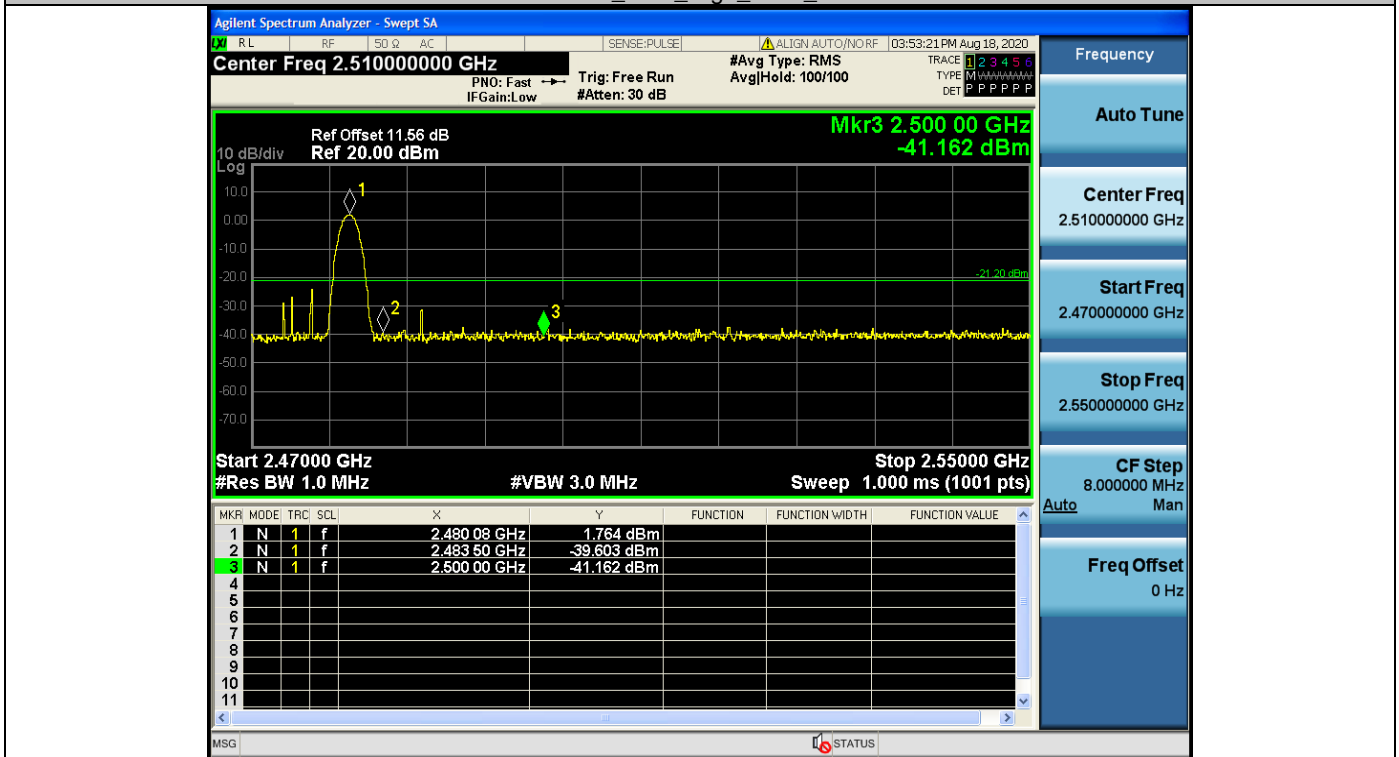 Agilent Spectrum Analyzer - Swept SA
LXI RL RF 50 Ω AC SENSE:PULSE ALIGN AUTO/NO RF 03:53:21 PM Aug 18, 2020
Center Freq 2.510000000 GHz
PNO: Fast
IFGain:Low
Trig: Free Run
#Atten: 30 dB
#Avg Type: RMS
Avg|Hold: 100/100
TRACE 1 2 3 4 5 6
TYPE M
DET P P P P P P
Mkr3 2.500 00 GHz
-41.162 dBm
Ref Offset 11.56 dB
10 dB/div Ref 20.00 dBm
Log
10.0
0.00
-10.0
-20.0
-30.0
-40.0
-50.0
-60.0
-70.0
1
2
3
-21.20 dBm
Start 2.47000 GHz Stop 2.55000 GHz
#Res BW 1.0 MHz #VBW 3.0 MHz Sweep 1.000 ms (1001 pts)
MKR MODE TRC SCL X Y FUNCTION FUNCTION WIDTH FUNCTION VALUE
1 N 1 f 2.480 08 GHz 1.764 dBm
2 N 1 f 2.483 50 GHz -39.603 dBm
3 N 1 f 2.500 00 GHz -41.162 dBm
4
5
6
7
8
9
10
11
MSG STATUS
Frequency
Auto Tune
Center Freq
2.510000000 GHz
Start Freq
2.470000000 GHz
Stop Freq
2.550000000 GHz
CF Step
8.000000 MHz
Auto Man
Freq Offset
0 Hz